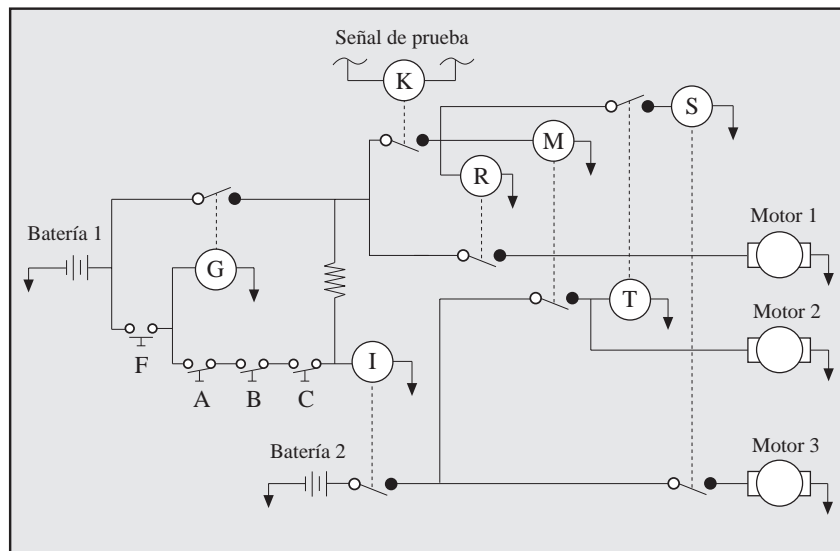 Señal de prueba
K
S
M
R
Motor 1
Batería 1
G
T
Motor 2
F
I
A B C
Motor 3
Batería 2